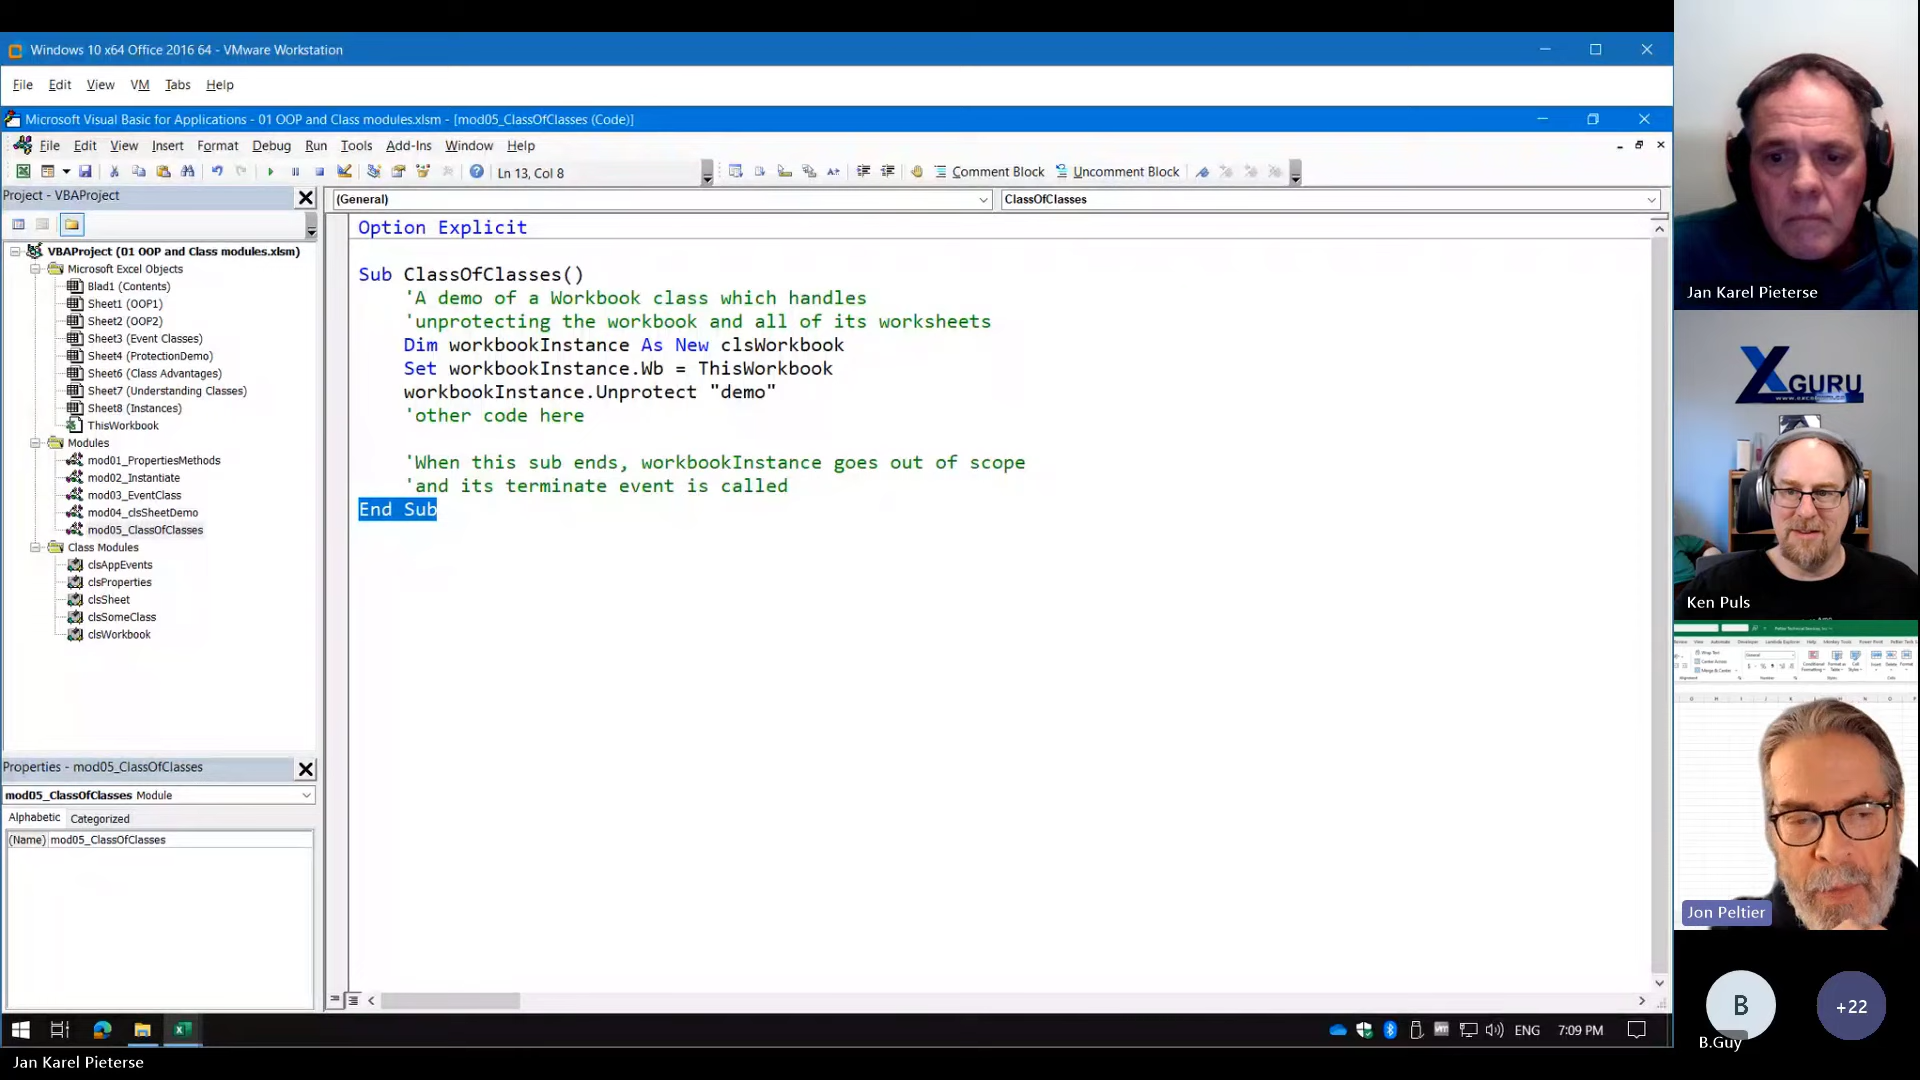 Windows 10 x64 Office 2016 64 - VMware Workstation
File Edit View VM Tabs Help
Microsoft Visual Basic for Applications - 01 OOP and Class modules.xlsm - [mod05_ClassOfClasses (Code)]
File Edit View Insert Format Debug Run Tools Add-Ins Window Help
Ln 13, Col 8
Comment Block
Uncomment Block
Project - VBAProject
VBAProject (01 OOP and Class modules.xlsm)
Microsoft Excel Objects
Blad1 (Contents)
Sheet1 (OOP1)
Sheet2 (OOP2)
Sheet3 (Event Classes)
Sheet4 (ProtectionDemo)
Sheet6 (Class Advantages)
Sheet7 (Understanding Classes)
Sheet8 (Instances)
ThisWorkbook
Modules
mod01_PropertiesMethods
mod02_Instantiate
mod03_EventClass
mod04_clsSheetDemo
mod05_ClassOfClasses
Class Modules
clsAppEvents
clsProperties
clsSheet
clsSomeClass
clsWorkbook
Properties - mod05_ClassOfClasses
mod05_ClassOfClasses Module
Alphabetic Categorized
(Name) mod05_ClassOfClasses
(General)
ClassOfClasses
Option Explicit
Sub ClassOfClasses()
'A demo of a Workbook class which handles
'unprotecting the workbook and all of its worksheets
Dim workbookInstance As New clsWorkbook
Set workbookInstance.Wb = ThisWorkbook
workbookInstance.Unprotect "demo"
'other code here
'When this sub ends, workbookInstance goes out of scope
'and its terminate event is called
End Sub
ENG 7:09 PM
Jan Karel Pieterse
Jan Karel Pieterse
XGURU
Ken Puls
Jon Peltier
B
B.Guy
+22